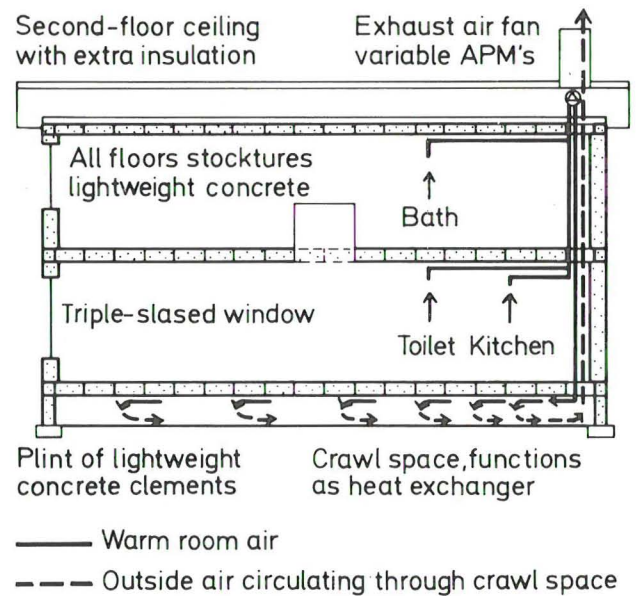 Second-floor ceiling
with extra insulation
Exhaust air fan
variable APM's
All floors stocktures
lightweight concrete
Bath
Triple-slased window
Toilet Kitchen
Plint of lightweight
concrete clements
Crawl space, functions
as heat exchanger
Warm room air
Outside air circulating through crawl space